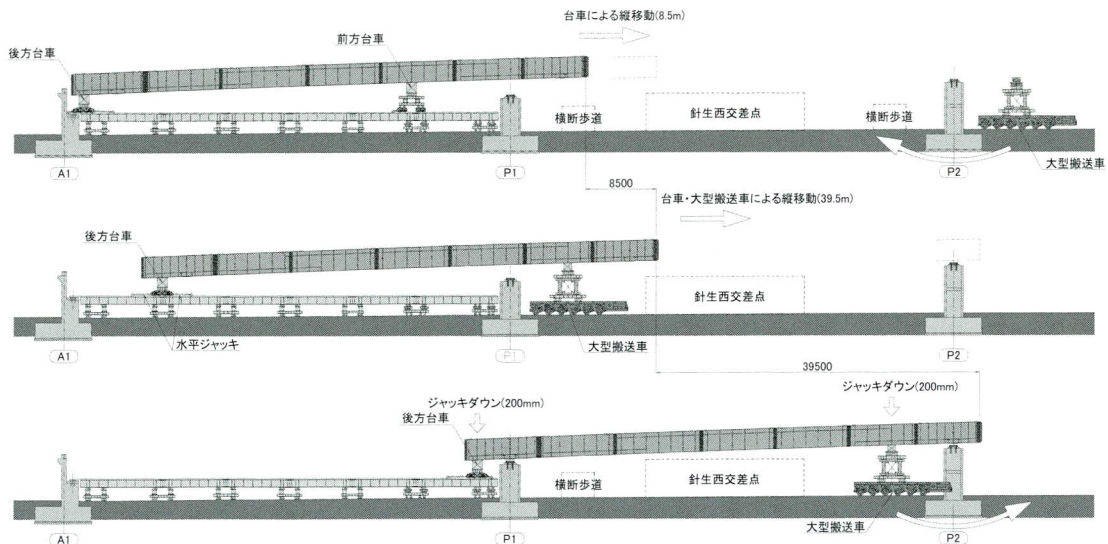 台車による縦移動(8.5m)
後方台車
前方台車
横断歩道
針生西交差点
横断歩道
大型搬送車
A1
P1
P2
8500
台車・大型搬送車による縦移動(39.5m)
後方台車
針生西交差点
水平ジャッキ
大型搬送車
A1
P1
P2
39500
ジャッキダウン(200mm)
ジャッキダウン(200mm)
後方台車
横断歩道
針生西交差点
大型搬送車
A1
P1
P2